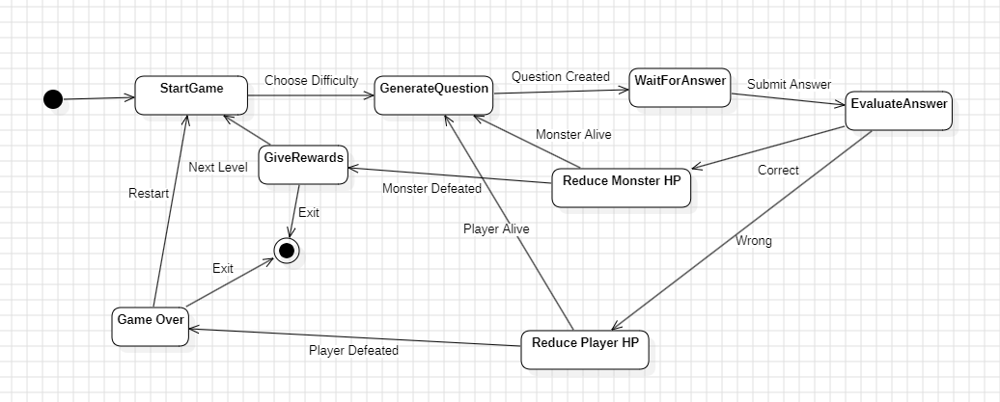 StartGame
Choose Difficulty
GenerateQuestion
Question Created
WaitForAnswer
Submit Answer
EvaluateAnswer
Monster Alive
GiveRewards
Next Level
Correct
Reduce Monster HP
Monster Defeated
Restart
Exit
Player Alive
Wrong
Exit
Game Over
Reduce Player HP
Player Defeated